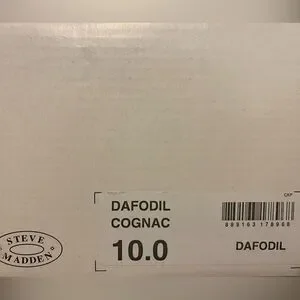 STEVE
MADDEN
DAFODIL
COGNAC
10.0
DAFODIL